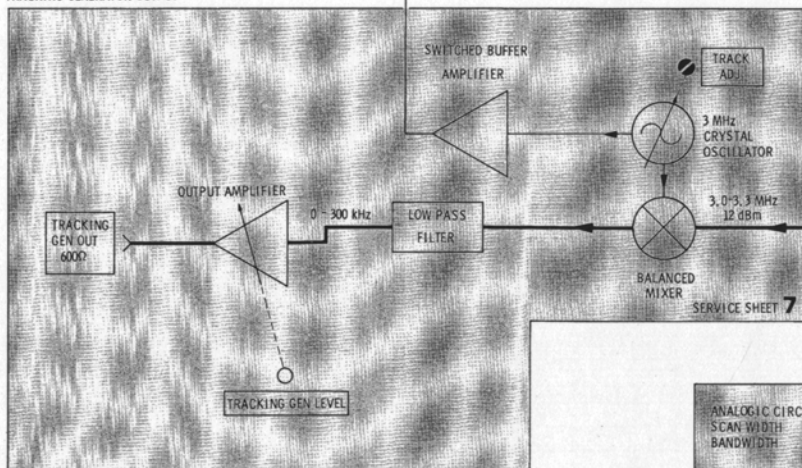 SWITCHED BUFFER
AMPLIFIER
TRACK
ADJ
3 MHz
CRYSTAL
OSCILLATOR
OUTPUT AMPLIFIER
0 - 300 kHz
LOW PASS
FILTER
3.0-3.3 MHz
12 dBm
TRACKING
GEN OUT
600Ω
BALANCED
MIXER
SERVICE SHEET 7
TRACKING GEN LEVEL
ANALOGIC CIRC
SCAN WIDTH
BANDWIDTH